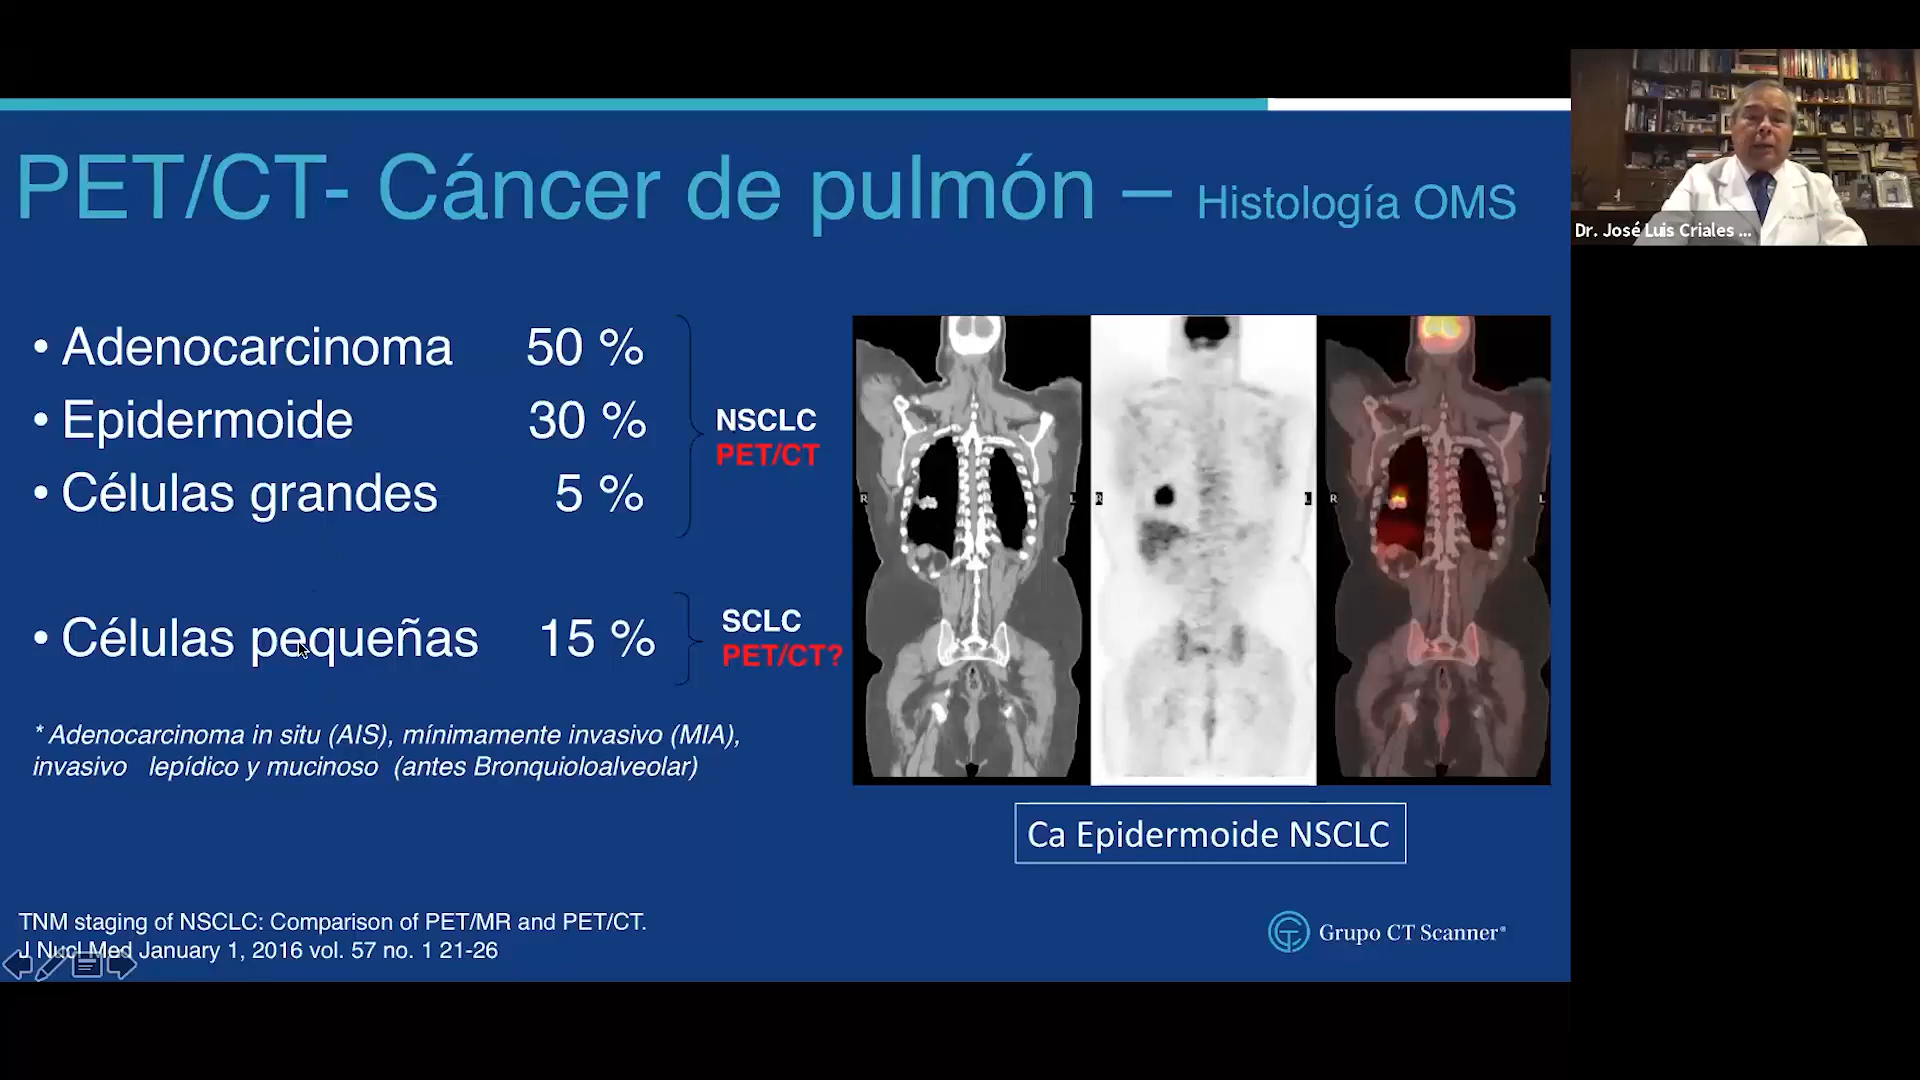 PET/CT- Cáncer de pulmón – Histología OMS
Dr. José Luis Criales ...
• Adenocarcinoma 50 %
• Epidermoide 30 %
• Células grandes 5 %
NSCLC
PET/CT
• Células pequeñas 15 %
SCLC
PET/CT?
* Adenocarcinoma in situ (AIS), mínimamente invasivo (MIA),
invasivo lepídico y mucinoso (antes Bronquioloalveolar)
R L
R L
R L
Ca Epidermoide NSCLC
TNM staging of NSCLC: Comparison of PET/MR and PET/CT.
J Nucl Med January 1, 2016 vol. 57 no. 1 21-26
Grupo CT Scanner®